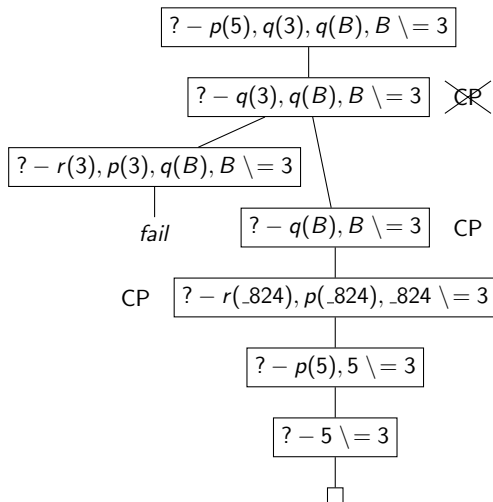 ? − p(5), q(3), q(B), B \= 3
? − q(3), q(B), B \= 3 CP
? − r(3), p(3), q(B), B \= 3
fail
? − q(B), B \= 3 CP
CP ? − r(_824), p(_824), _824 \= 3
? − p(5), 5 \= 3
? − 5 \= 3